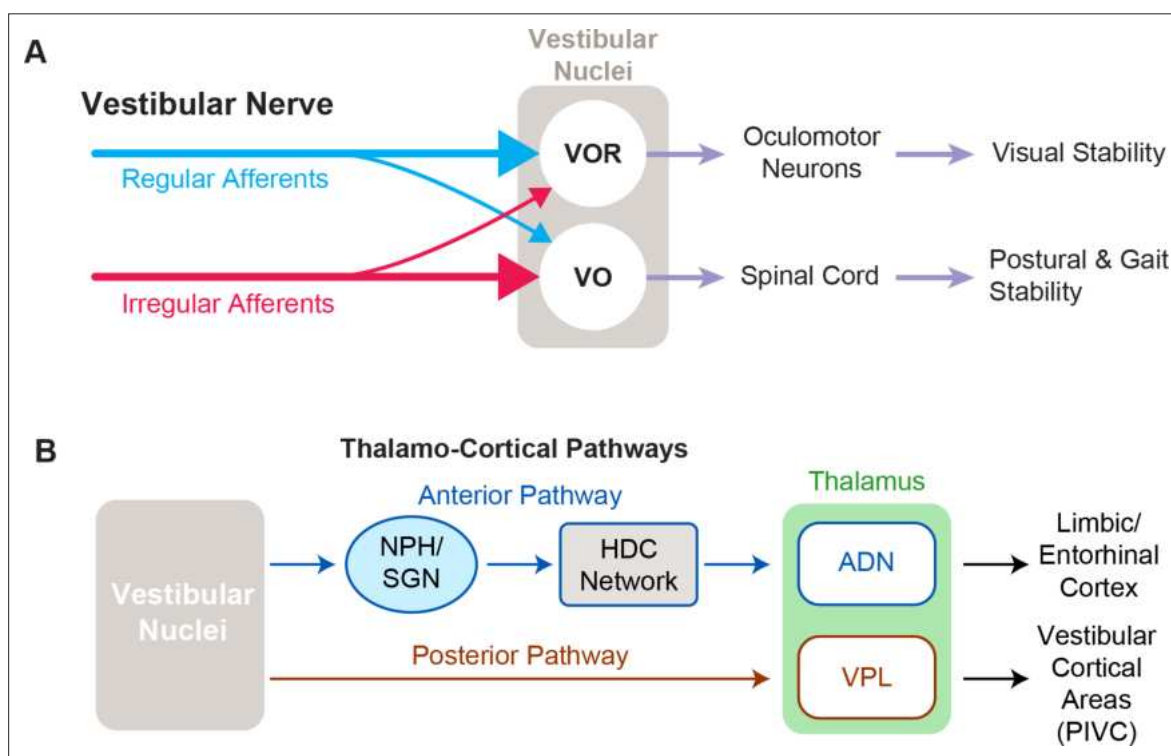 A
Vestibular
Nuclei
Vestibular Nerve
Regular Afferents
Irregular Afferents
VOR
VO
Oculomotor
Neurons
Visual Stability
Spinal Cord
Postural & Gait
Stability
B
Thalamo-Cortical Pathways
Anterior Pathway
Thalamus
Vestibular
Nuclei
NPH/
SGN
HDC
Network
ADN
Limbic/
Entorhinal
Cortex
Posterior Pathway
VPL
Vestibular
Cortical
Areas
(PIVC)